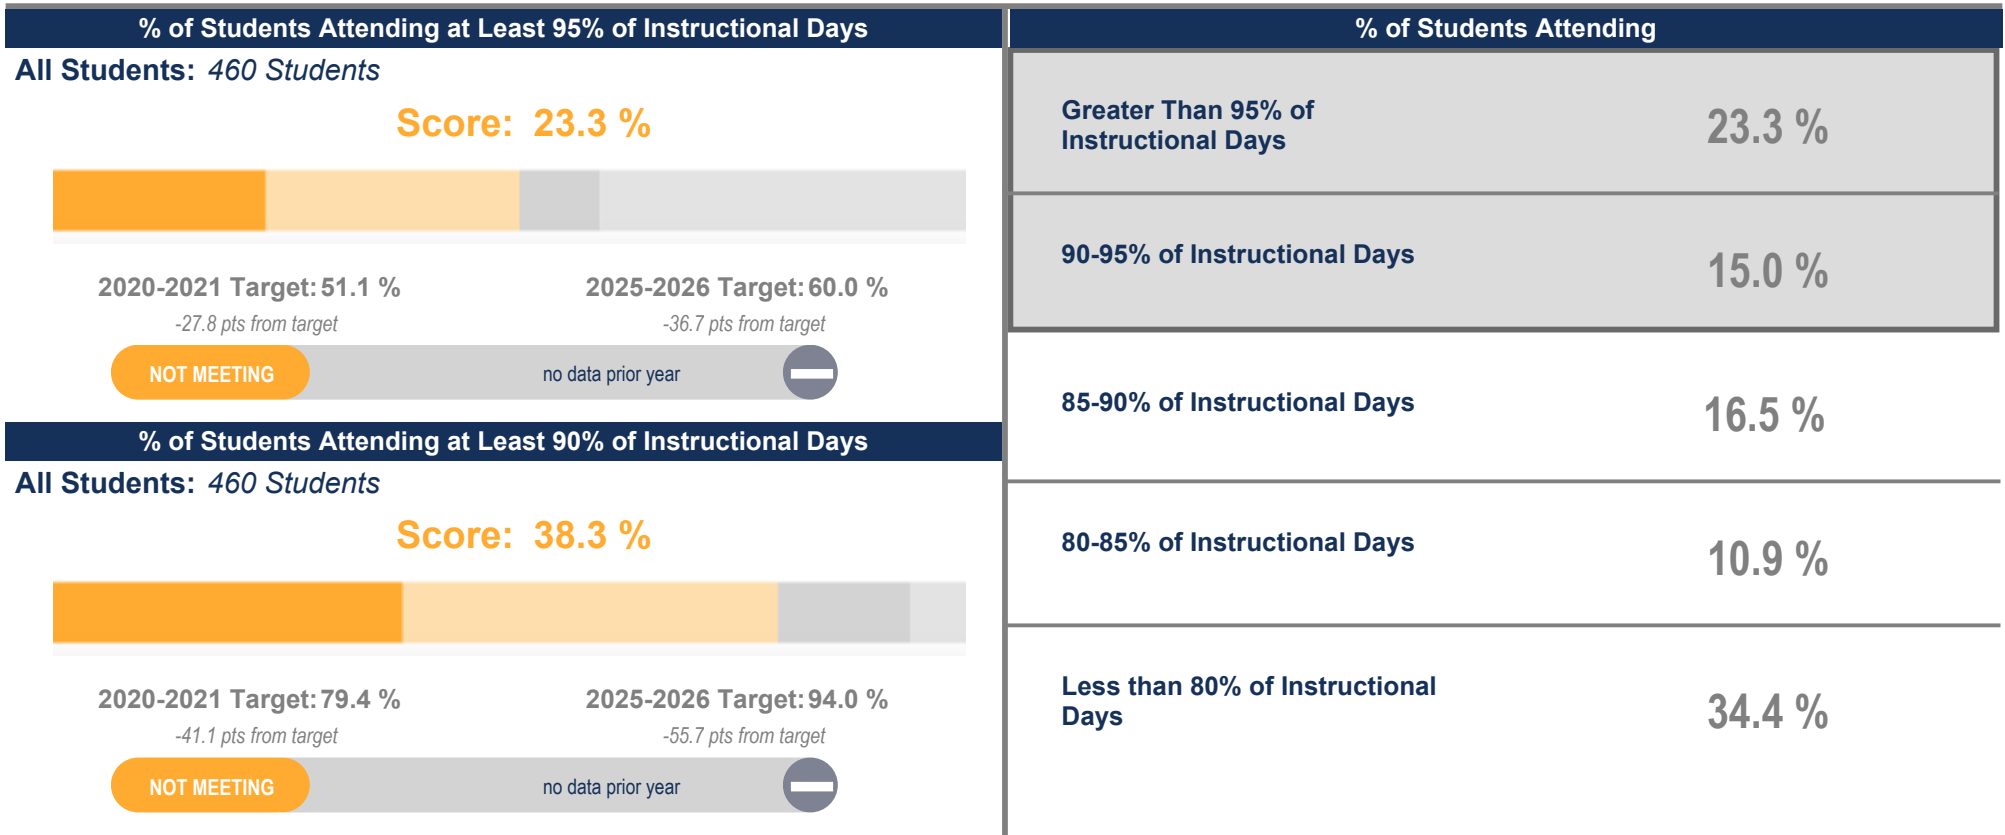 % of Students Attending at Least 95% of Instructional Days
All Students: 460 Students
Score: 23.3 %
2020-2021 Target: 51.1 %
-27.8 pts from target
2025-2026 Target: 60.0 %
-36.7 pts from target
NOT MEETING
no data prior year
% of Students Attending at Least 90% of Instructional Days
All Students: 460 Students
Score: 38.3 %
2020-2021 Target: 79.4 %
-41.1 pts from target
2025-2026 Target: 94.0 %
-55.7 pts from target
NOT MEETING
no data prior year
% of Students Attending
Greater Than 95% of
Instructional Days
23.3 %
90-95% of Instructional Days
15.0 %
85-90% of Instructional Days
16.5 %
80-85% of Instructional Days
10.9 %
Less than 80% of Instructional
Days
34.4 %